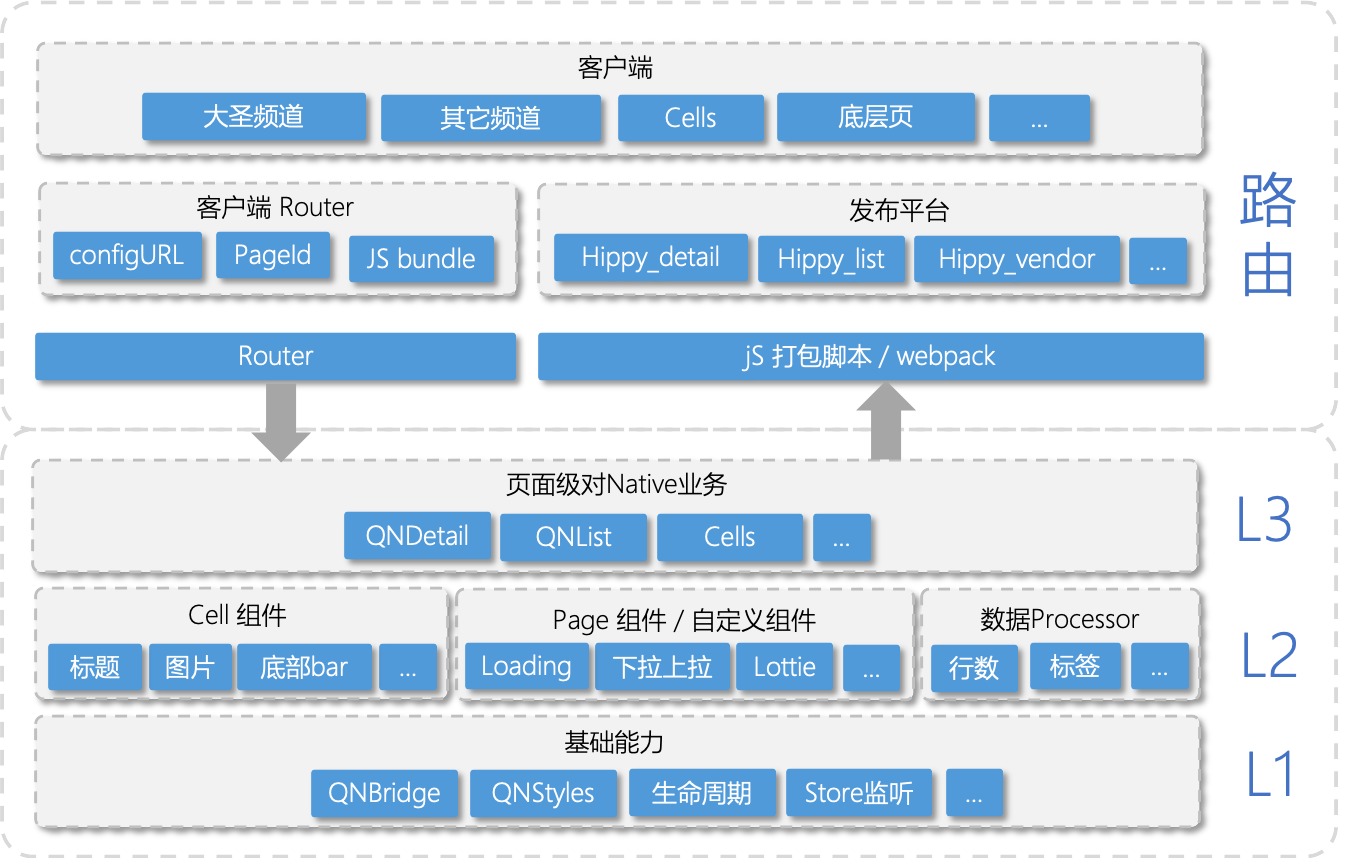 客户端
大圣频道
其它频道
Cells
底层页
...
客户端 Router
configURL
PageId
JS bundle
发布平台
Hippy_detail
Hippy_list
Hippy_vendor
...
路由
Router
jS 打包脚本 / webpack
页面级对Native业务
QNDetail
QNList
Cells
...
L3
Cell 组件
标题
图片
底部bar
...
Page 组件 / 自定义组件
Loading
下拉上拉
Lottie
...
数据Processor
行数
标签
...
L2
基础能力
QNBridge
QNStyles
生命周期
Store监听
...
L1